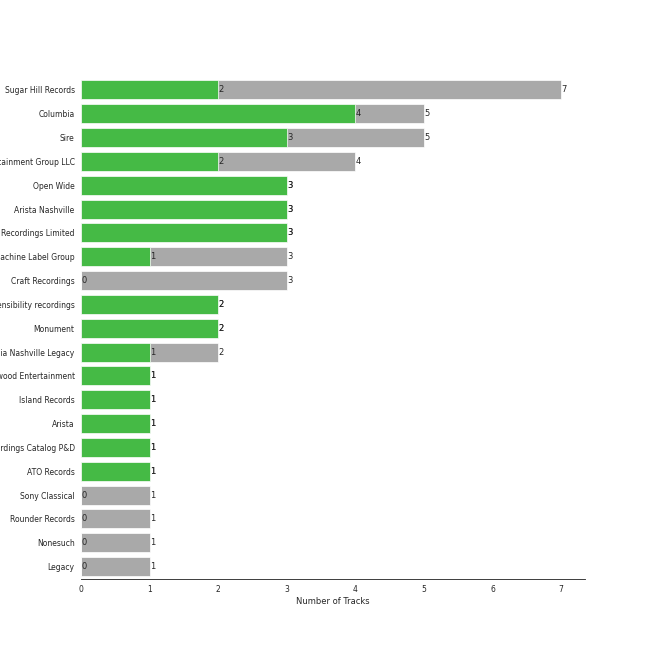 Sugar Hill Records 2 7
Columbia 4 5
Sire 3 5
tainment Group LLC 2 4
Open Wide 3
Arista Nashville 3
Recordings Limited 3
achine Label Group 1 3
Craft Recordings 0 3
ensibility recordings 2
Monument 2
ia Nashville Legacy 1 2
wood Entertainment 1
Island Records 1
Arista 1
rdings Catalog P&D 1
ATO Records 1
Sony Classical 0 1
Rounder Records 0 1
Nonesuch 0 1
Legacy 0 1
0 1 2 3 4 5 6 7
Number of Tracks